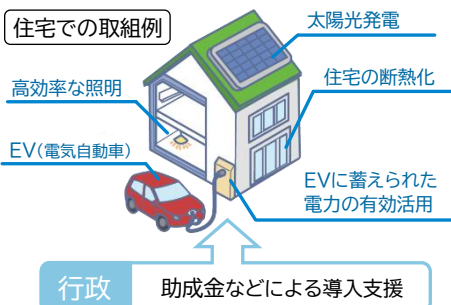 住宅での取組例
太陽光発電
高効率な照明
住宅の断熱化
EV(電気自動車)
EVに蓄えられた
電力の有効活用
行政 助成金などによる導入支援